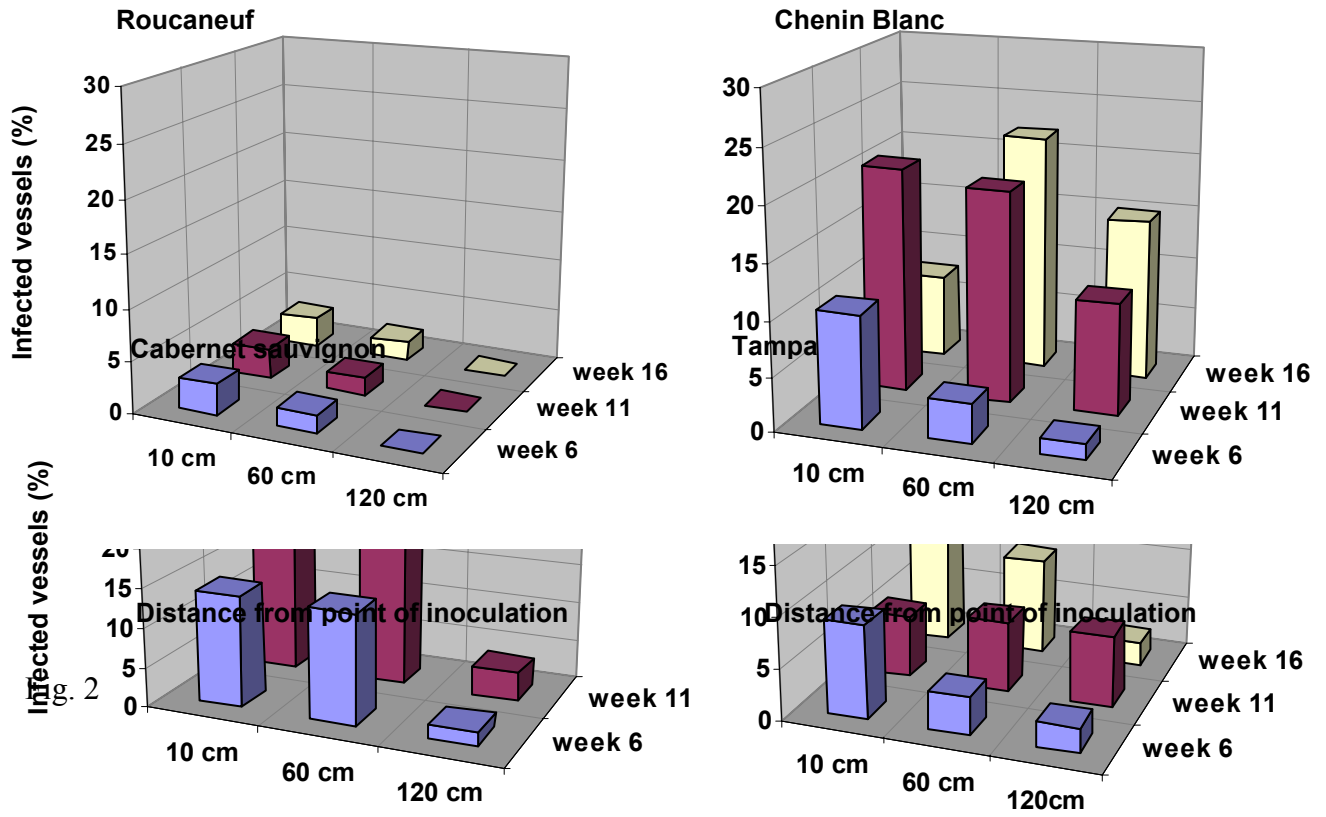 Roucaneuf
Infected vessels (%)
30
25
20
15
10
5
0
10 cm
60 cm
120 cm
week 16
week 11
week 6
Chenin Blanc
30
25
20
15
10
5
0
10 cm
60 cm
120 cm
week 16
week 11
week 6
Cabernet sauvignon
Infected vessels (%)
20
15
10
5
0
10 cm
60 cm
120 cm
week 11
week 6
Distance from point of inoculation
Tampa
15
10
5
0
10 cm
60 cm
120cm
week 16
week 11
week 6
Distance from point of inoculation
Fig. 2